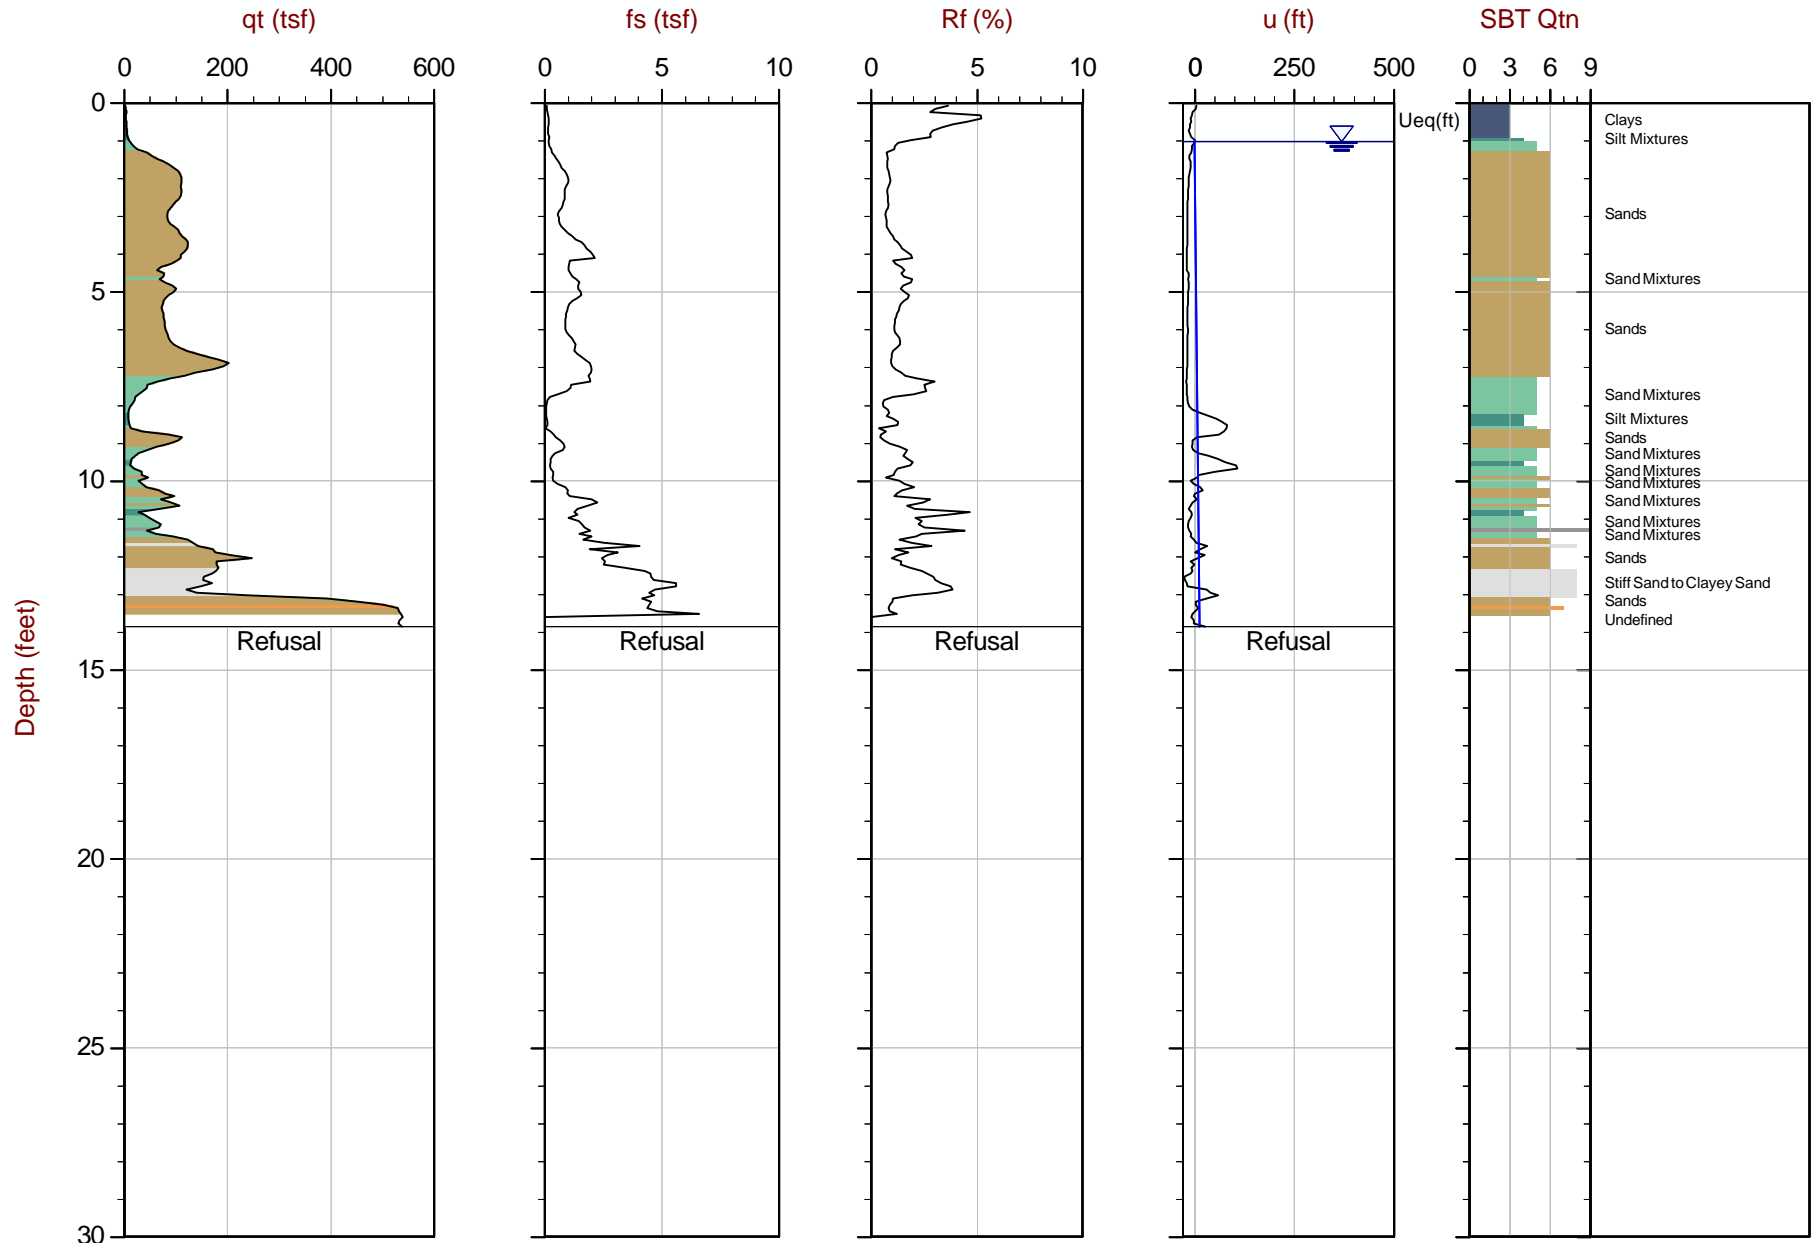 qt (tsf) fs (tsf) Rf (%) u (ft) SBT Qtn
0 200 400 600 0 5 10 0 5 10 0 250 500 0 3 6 9
0
Ueq(ft)
Clays
Silt Mixtures
Sands
Sand Mixtures
5
Sands
Sand Mixtures
Silt Mixtures
Sands
Sand Mixtures
Sand Mixtures
10
Sand Mixtures
Sand Mixtures
Sand Mixtures
Sand Mixtures
Sands
Stiff Sand to Clayey Sand
Sands
Undefined
Refusal Refusal Refusal Refusal
15
Depth (feet)
20
25
30